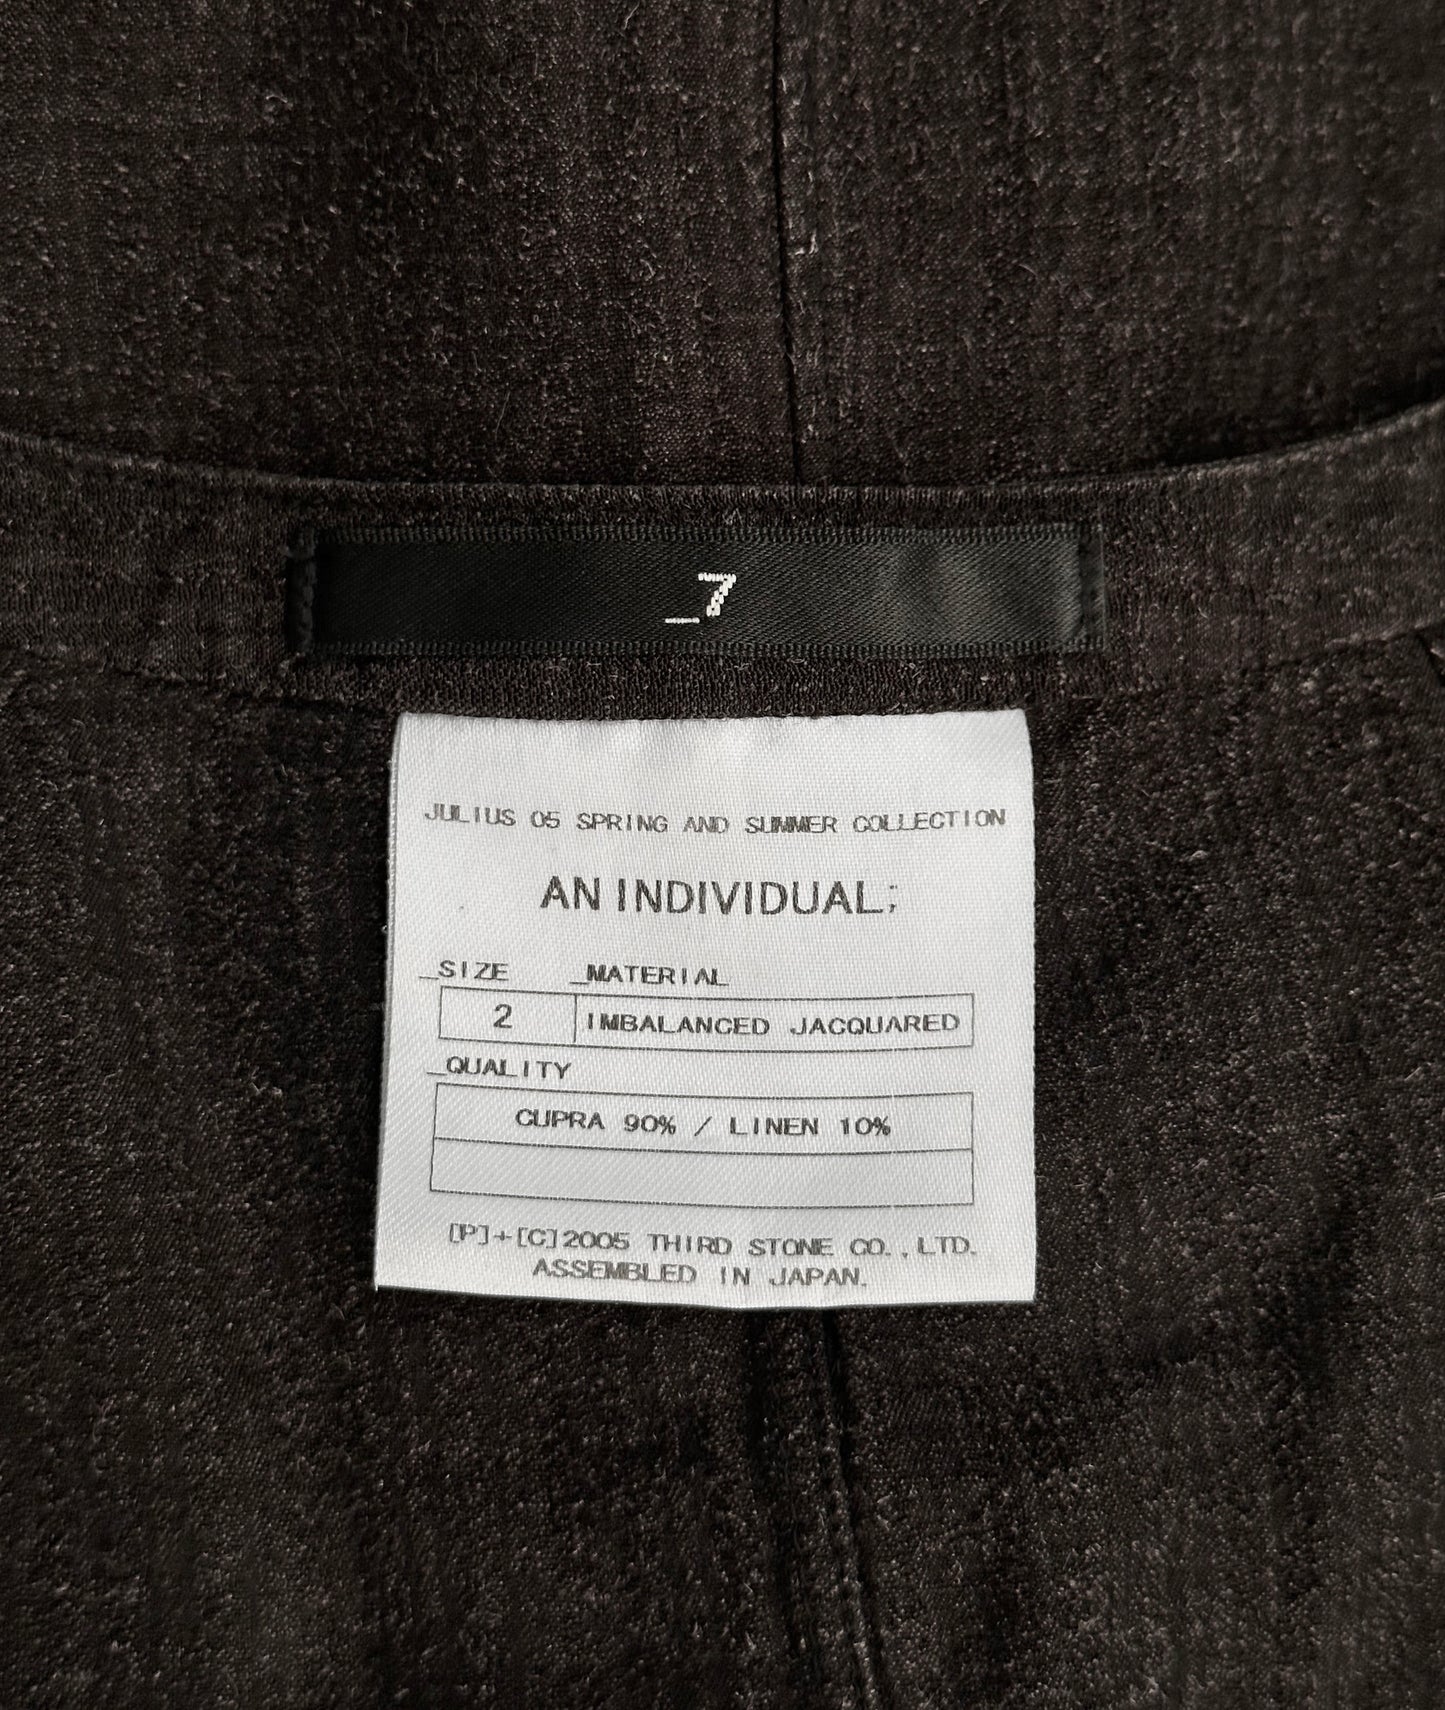 _7
JULIUS 05 SPRING AND SUMMER COLLECTION
AN INDIVIDUAL;
_SIZE _MATERIAL
2 IMBALANCED JACQUARED
_QUALITY
CUPRA 90% / LINEN 10%
[P]+[C]2005 THIRD STONE CO.,LTD.
ASSEMBLED IN JAPAN.